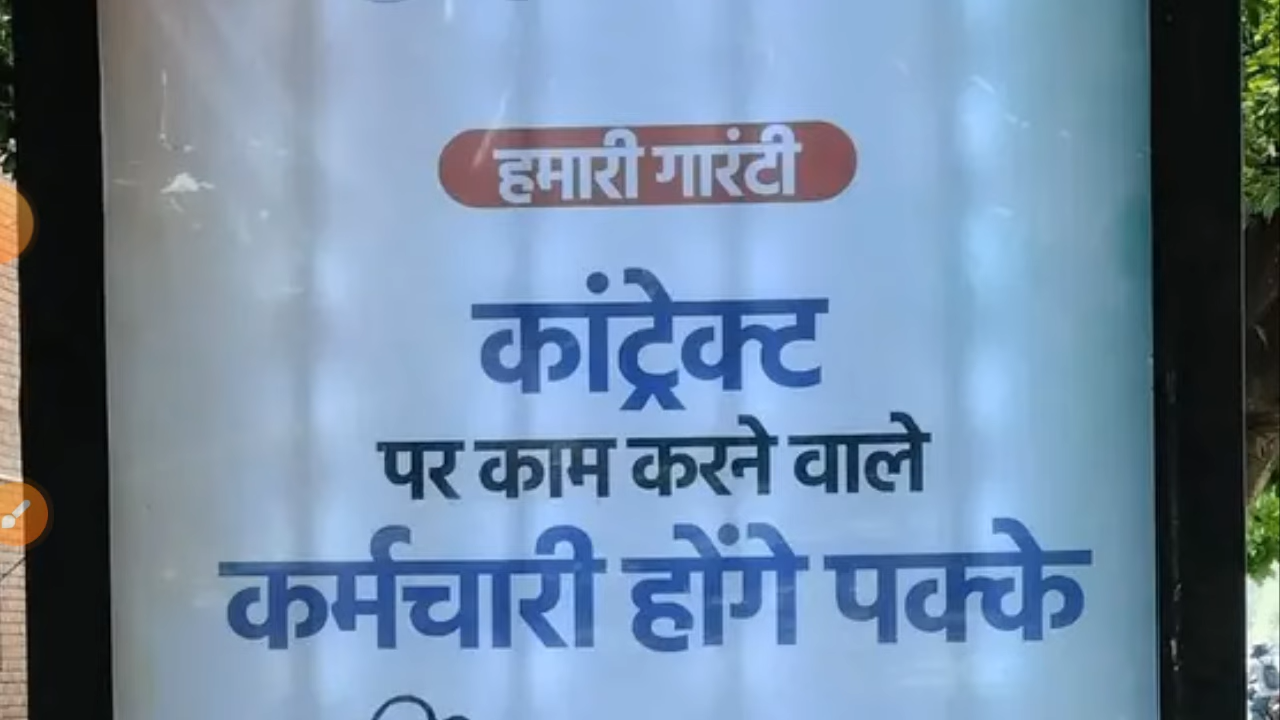 हमारी गारंटी
कांट्रेक्ट
पर काम करने वाले
कर्मचारी होंगे पक्के